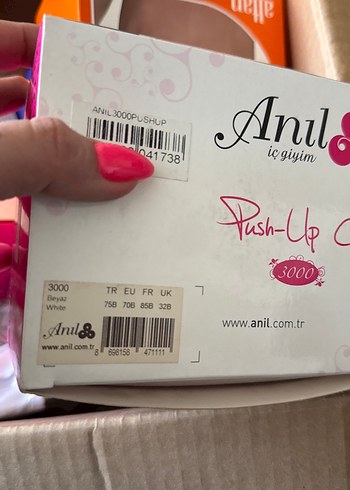 ANIL3000PUSHUP
041738
Anıl
iç giyim
Push-Up
3000
3000
Beyaz
White
TR EU FR UK
75B 70B 85B 32B
Anıl
www.anil.com.tr
8 698158 471111
www.anil.com.tr